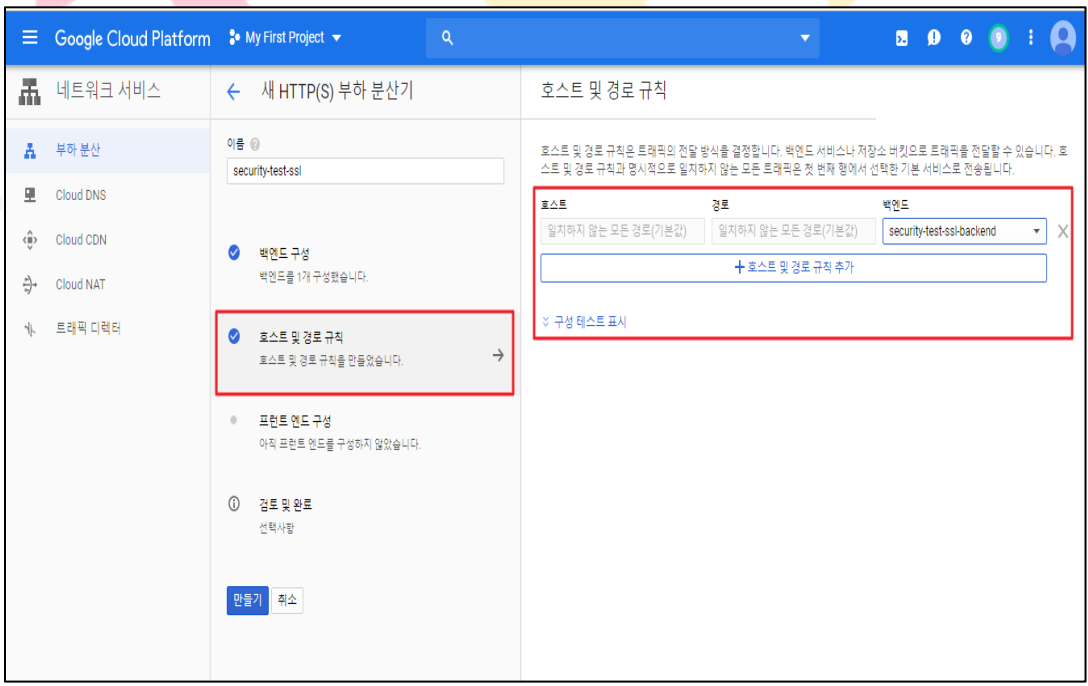 Google Cloud Platform
My First Project
9
네트워크 서비스
부하 분산
Cloud DNS
Cloud CDN
Cloud NAT
트래픽 디렉터
새 HTTP(S) 부하 분산기
이름
security-test-ssl
백엔드 구성
백엔드를 1개 구성했습니다.
호스트 및 경로 규칙
호스트 및 경로 규칙을 만들었습니다.
프런트 엔드 구성
아직 프런트 엔드를 구성하지 않았습니다.
검토 및 완료
선택사항
만들기 취소
호스트 및 경로 규칙
호스트 및 경로 규칙은 트래픽의 전달 방식을 결정합니다. 백엔드 서비스나 저장소 버킷으로 트래픽을 전달할 수 있습니다. 호
스트 및 경로 규칙과 명시적으로 일치하지 않는 모든 트래픽은 첫 번째 행에서 선택한 기본 서비스로 전송됩니다.
호스트 경로 백엔드
일치하지 않는 모든 경로(기본값) 일치하지 않는 모든 경로(기본값) security-test-ssl-backend
+ 호스트 및 경로 규칙 추가
구성 테스트 표시